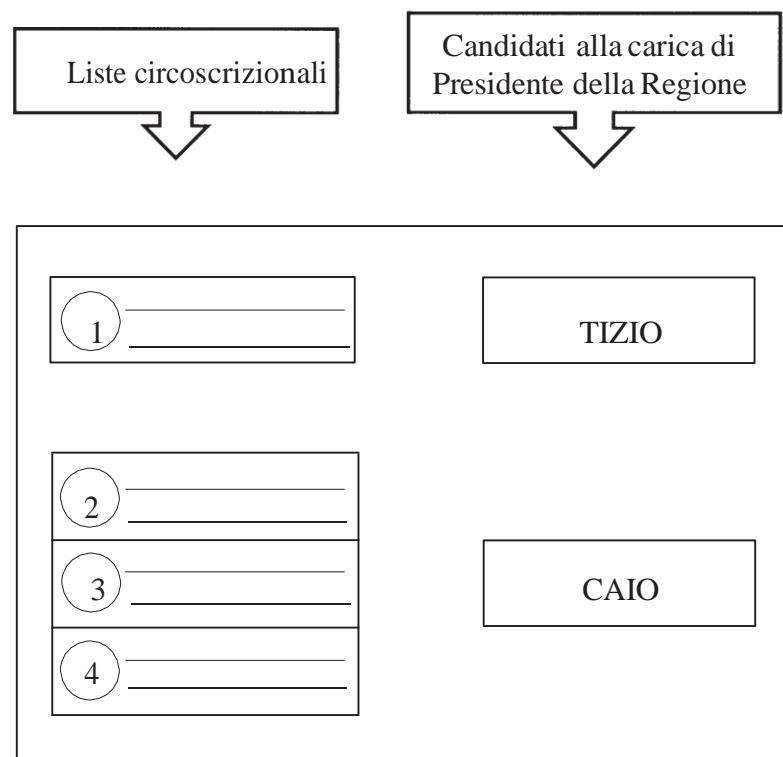 Liste circoscrizionali
Candidati alla carica di
Presidente della Regione
1
TIZIO
2
3
CAIO
4